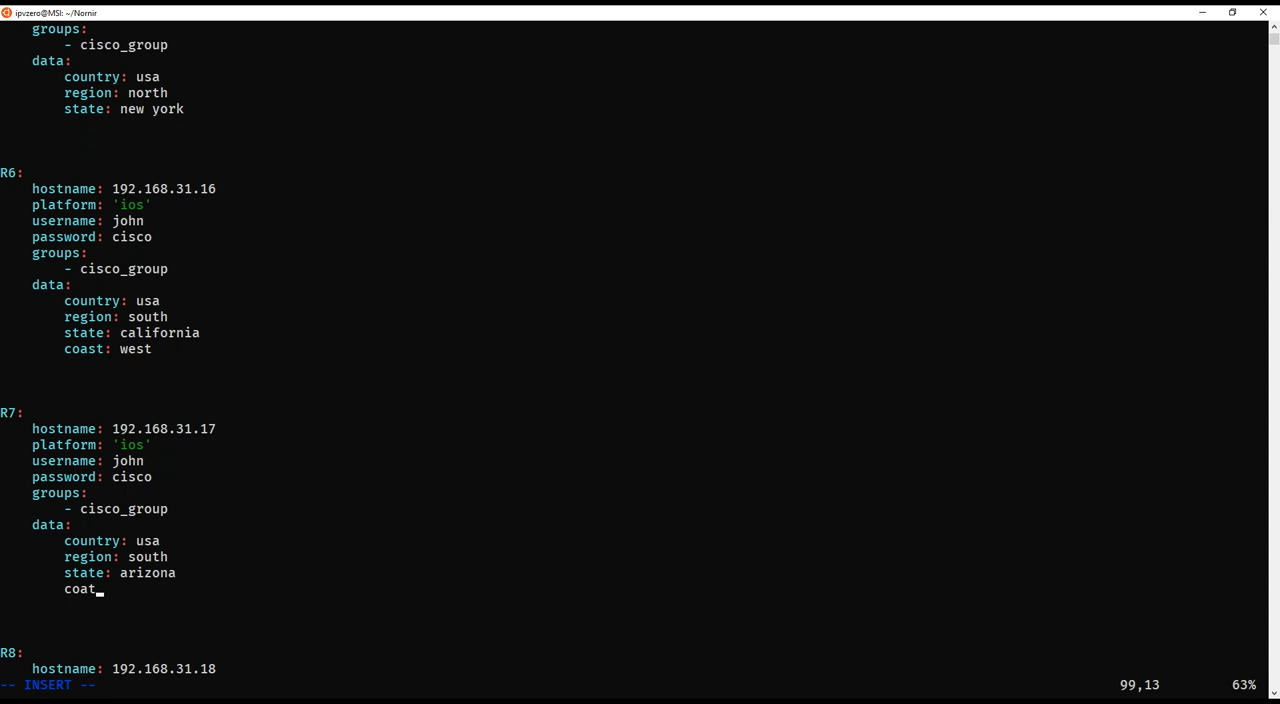 ipvzero@MSI: ~/Nornir
groups:
- cisco_group
data:
country: usa
region: north
state: new york
R6:
hostname: 192.168.31.16
platform: 'ios'
username: john
password: cisco
groups:
- cisco_group
data:
country: usa
region: south
state: california
coast: west
R7:
hostname: 192.168.31.17
platform: 'ios'
username: john
password: cisco
groups:
- cisco_group
data:
country: usa
region: south
state: arizona
coat
R8:
hostname: 192.168.31.18
-- INSERT -- 99,13 63%